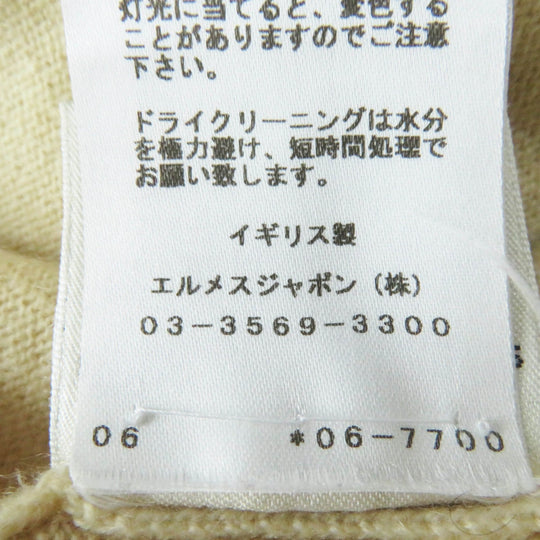 灯光に当てると、変色する
ことがありますのでご注意
下さい。
ドライクリーニングは水分
を極力避け、短時間処理で
お願い致します。
イギリス製
エルメスジャポン（株）
03-3569-3300
06 *06-7700